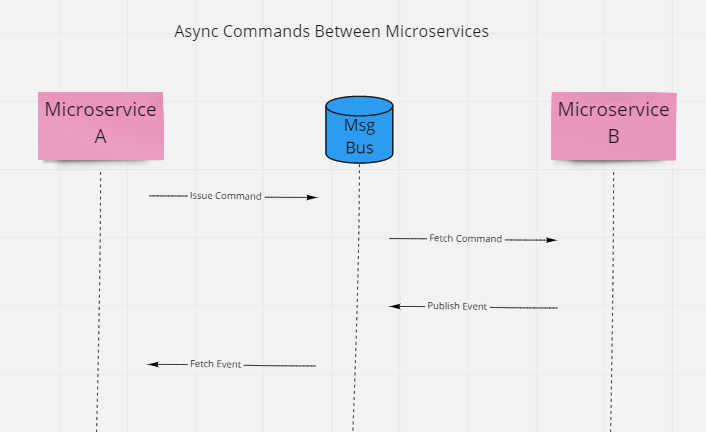 Async Commands Between Microservices
Microservice
A
Msg
Bus
Microservice
B
Issue Command
Fetch Command
Publish Event
Fetch Event